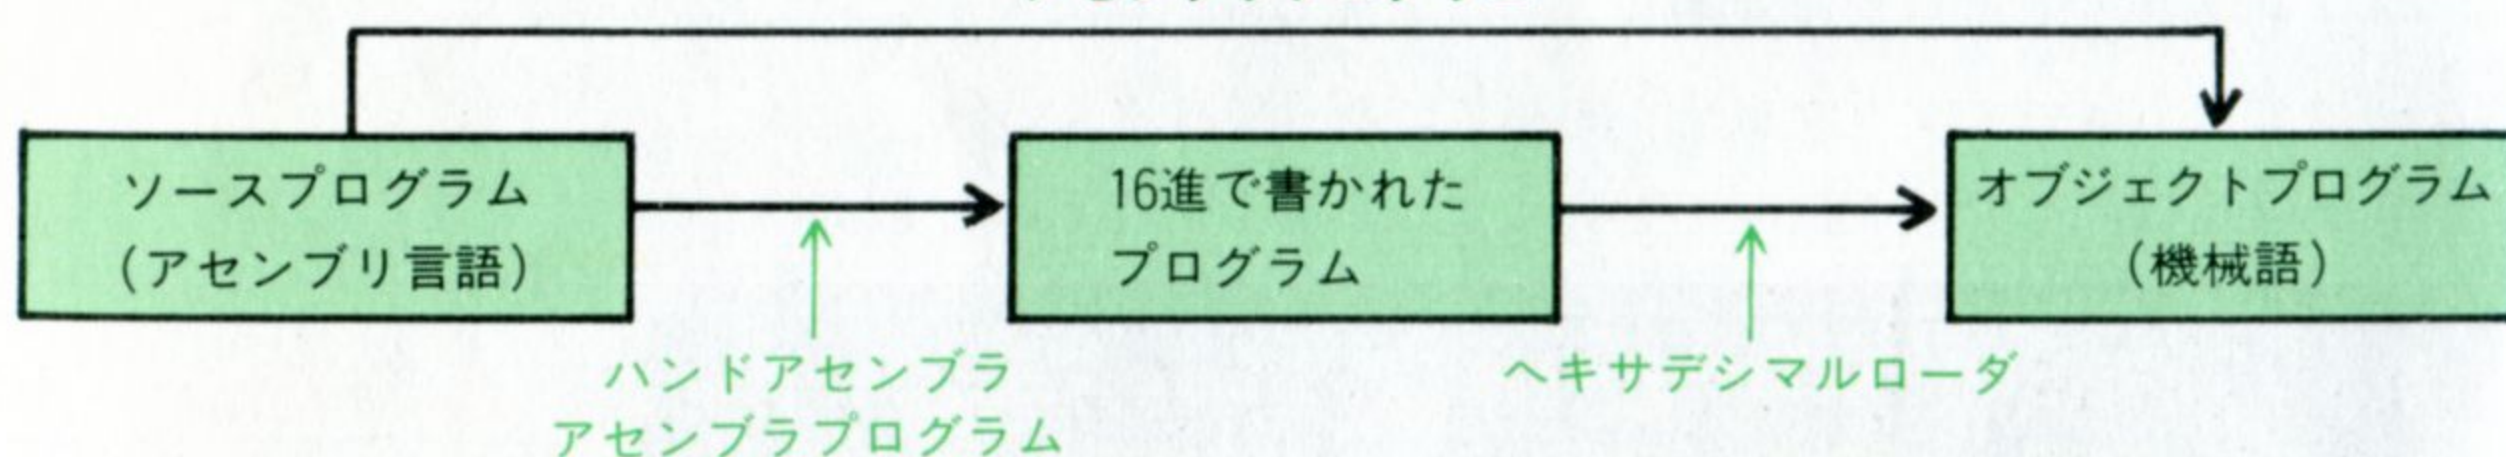 ソースプログラム
(アセンブリ言語)
16進で書かれた
プログラム
オブジェクトプログラム
(機械語)
ハンドアセンブラ
アセンブラプログラム
ヘキサデシマルローダ